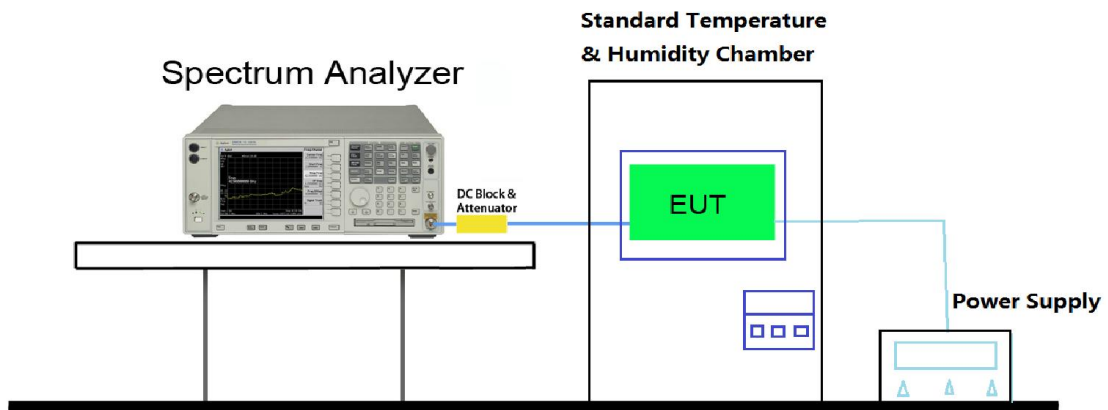 Standard Temperature
& Humidity Chamber
Spectrum Analyzer
DC Block &
Attenuator
EUT
Power Supply